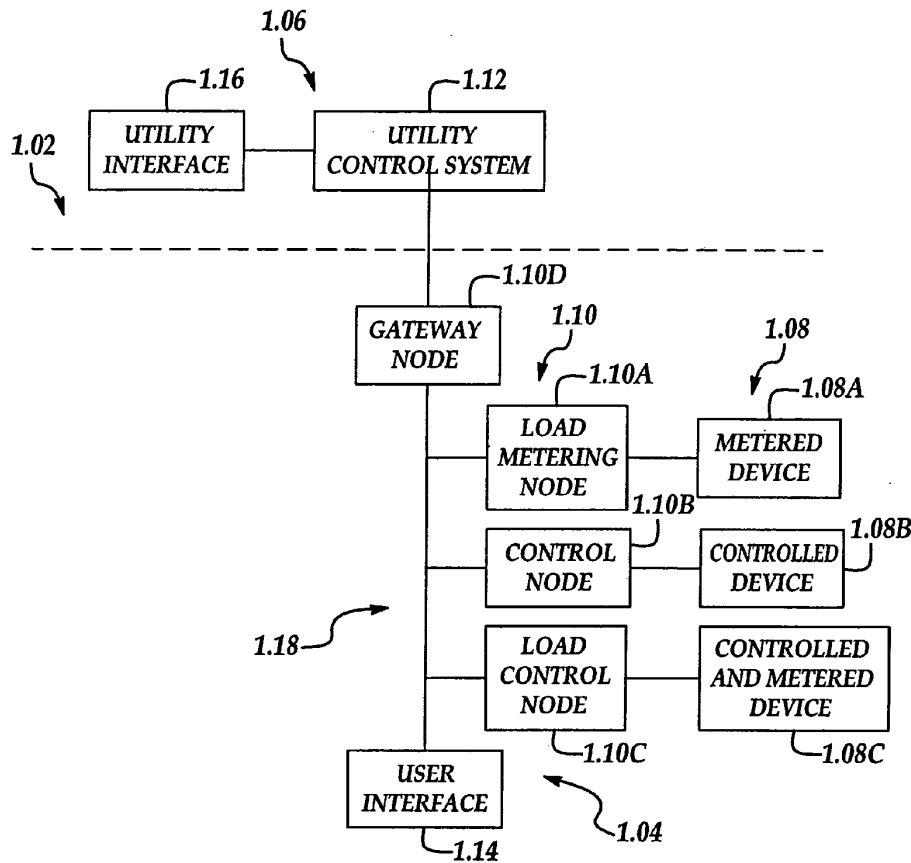 1.06
1.16
1.12
1.02
UTILITY
INTERFACE
UTILITY
CONTROL SYSTEM
1.10D
GATEWAY
NODE
1.10
1.08
1.10A
1.08A
LOAD
METERING
NODE
METERED
DEVICE
1.10B
1.08B
CONTROL
NODE
CONTROLLED
DEVICE
1.18
LOAD
CONTROL
NODE
CONTROLLED
AND METERED
DEVICE
1.10C
1.08C
USER
INTERFACE
1.04
1.14